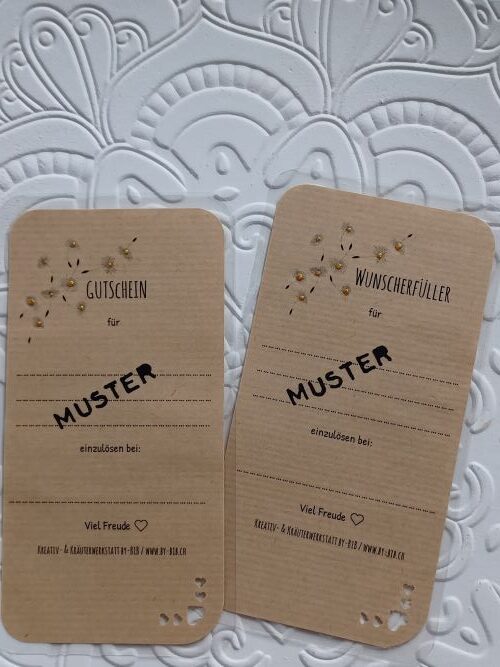 GUTSCHEIN
für
MUSTER
einzulösen bei:
Viel Freude
KREATIV- & KRÄUTERWERKSTATT BY-BIB / WWW.BY-BIB.CH
WUNSCHERFÜLLER
für
MUSTER
einzulösen bei:
Viel Freude
KREATIV- & KRÄUTERWERKSTATT BY-BIB / WWW.BY-BIB.CH